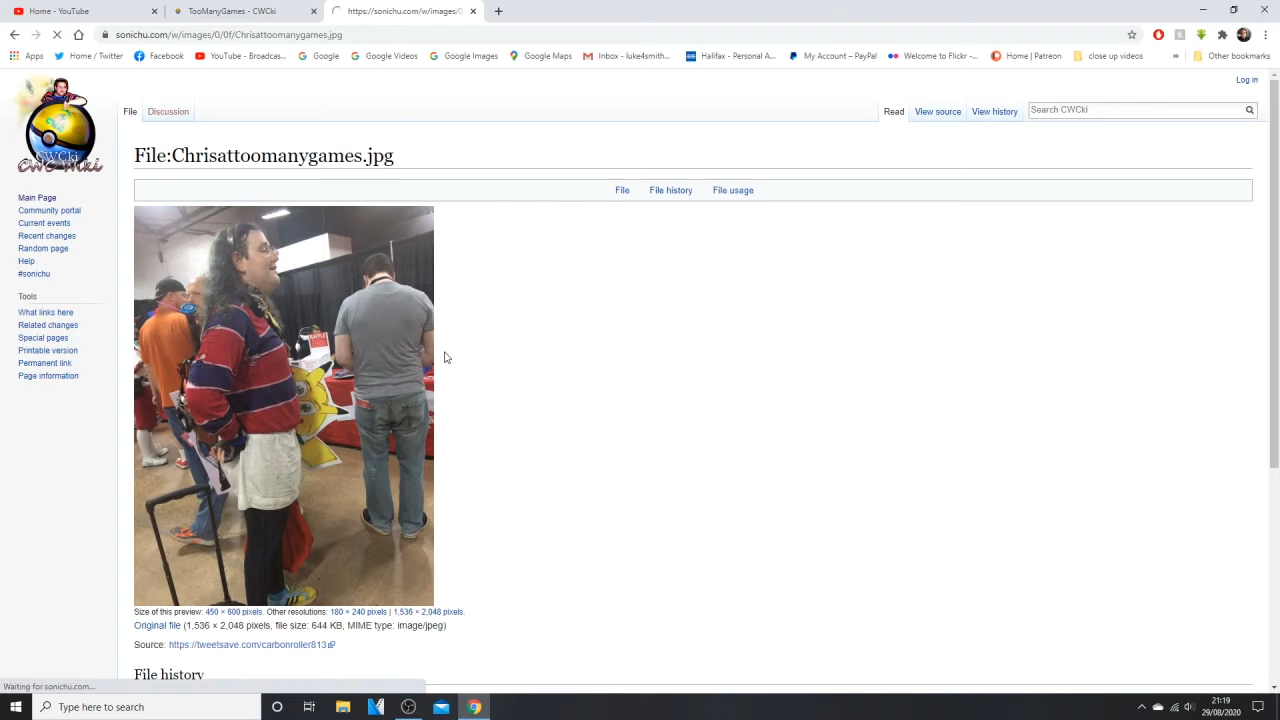 Home - YouTube
TooManyGames - CWCki
https://sonichu.com/w/images/0/
sonichu.com/w/images/0/0f/Chrisattoomanygames.jpg
Apps
Home / Twitter
Facebook
YouTube - Broadcas...
Google
Google Videos
Google Images
Google Maps
Inbox - luke4smith...
Halifax - Personal A...
My Account – PayPal
Welcome to Flickr -...
Home | Patreon
close up videos
»
Other bookmarks
Log in
File
Discussion
Read
View source
View history
Search CWCki
CWCki
CWC Wiki
File:Chrisattoomanygames.jpg
File
File history
File usage
Main Page
Community portal
Current events
Recent changes
Random page
Help
#sonichu
Tools
What links here
Related changes
Special pages
Printable version
Permanent link
Page information
Size of this preview: 450 × 600 pixels. Other resolutions: 180 × 240 pixels | 1,536 × 2,048 pixels.
Original file (1,536 × 2,048 pixels, file size: 644 KB, MIME type: image/jpeg)
Source: https://tweetsave.com/carbonroller813
File history
Waiting for sonichu.com...
Type here to search
21:19
29/08/2020